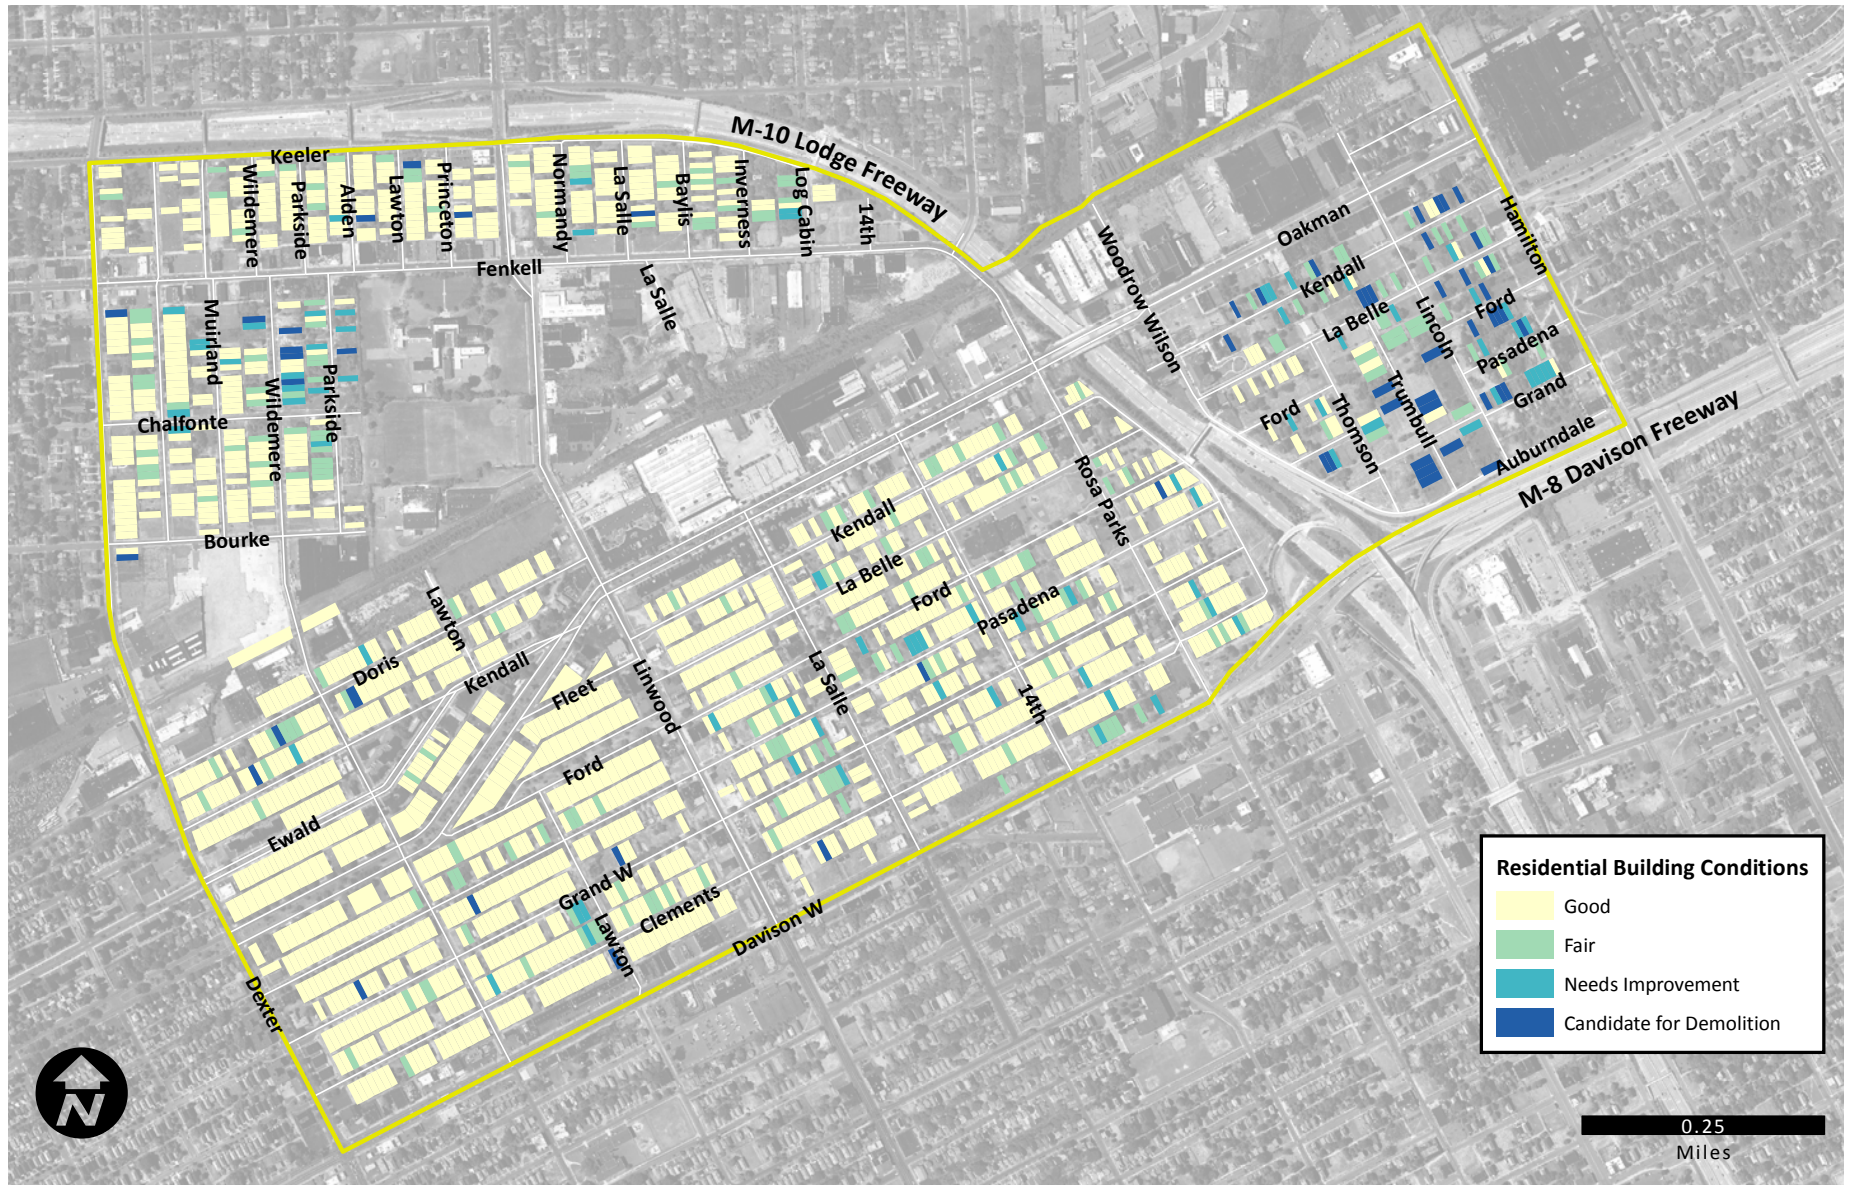 M-10 Lodge Freeway
Keeler
Wildemere
Parkside
Alden
Lawton
Princeton
Normandy
La Salle
Baylis
Inverness
Log Cabin
14th
Fenkell
La Salle
Woodrow Wilson
Oakman
Hamilton
Kendall
La Belle
Lincoln
Ford
Pasadena
Grand
Trumbull
Thomson
Ford
Auburndale
M-8 Davison Freeway
Muirland
Wildemere
Parkside
Chalfonte
Bourke
Kendall
La Belle
Ford
Pasadena
Rosa Parks
Lawton
Doris
Kendall
Fleet
Linwood
La Salle
14th
Ford
Ewald
Grand W
Clements
Lawton
Davison W
Dexter
Residential Building Conditions
Good
Fair
Needs Improvement
Candidate for Demolition
N
0.25
Miles